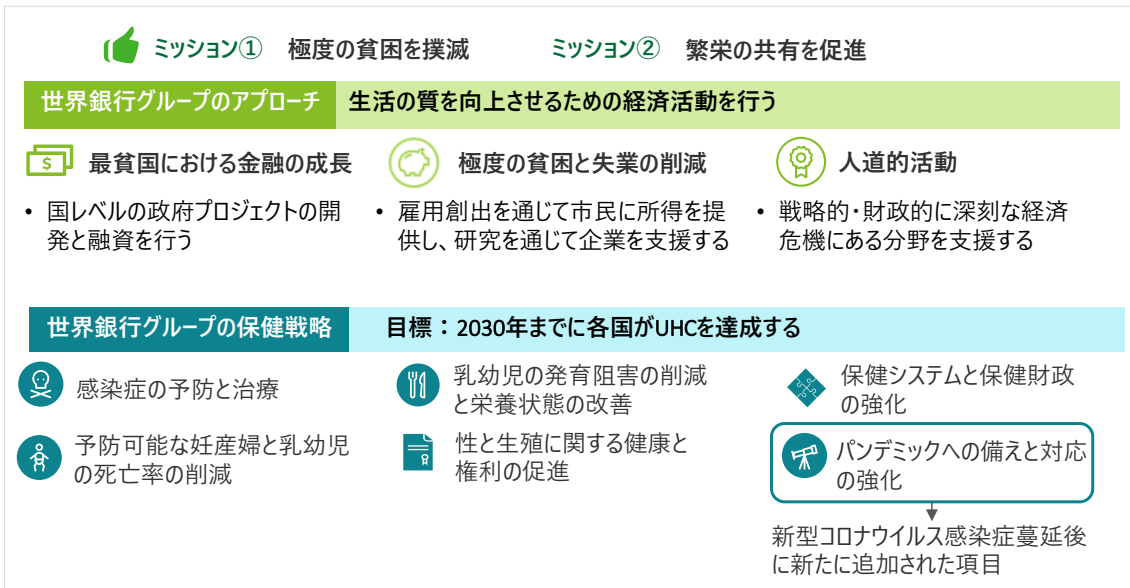 ミッション① 極度の貧困を撲滅 ミッション② 繁栄の共有を促進
世界銀行グループのアプローチ 生活の質を向上させるための経済活動を行う
最貧国における金融の成長
• 国レベルの政府プロジェクトの開
発と融資を行う
極度の貧困と失業の削減
• 雇用創出を通じて市民に所得を提
供し、研究を通じて企業を支援する
人道的活動
• 戦略的・財政的に深刻な経済
危機にある分野を支援する
世界銀行グループの保健戦略 目標：2030年までに各国がUHCを達成する
感染症の予防と治療
予防可能な妊産婦と乳幼児
の死亡率の削減
乳幼児の発育阻害の削減
と栄養状態の改善
性と生殖に関する健康と
権利の促進
保健システムと保健財政
の強化
パンデミックへの備えと対応
の強化
新型コロナウイルス感染症蔓延後
に新たに追加された項目